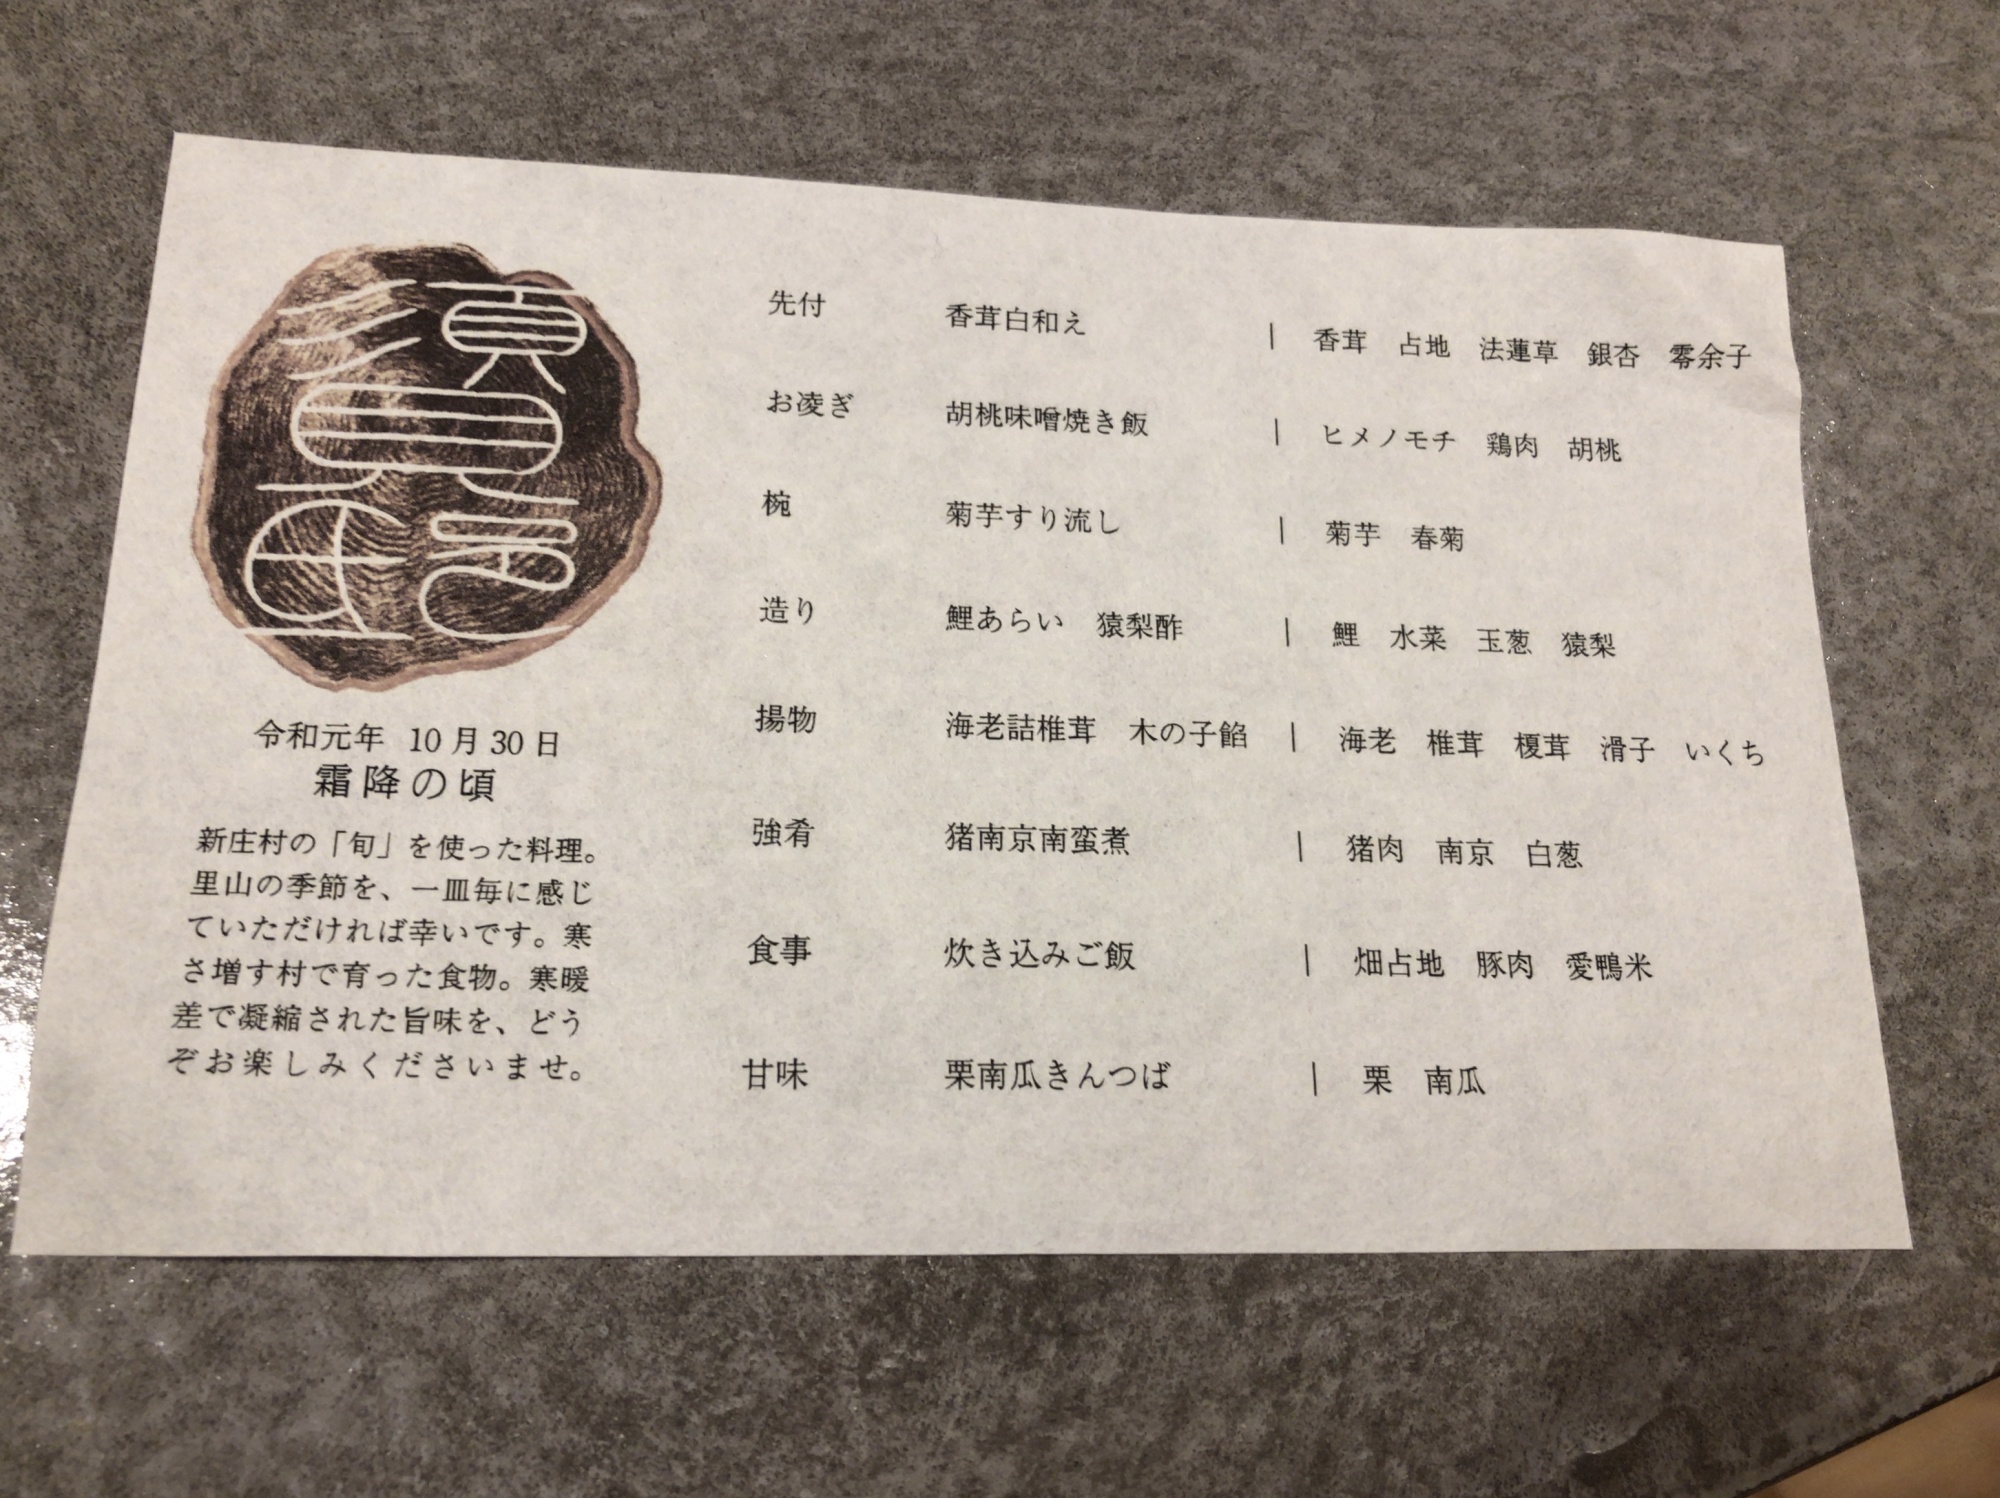 令和元年 10月30日
霜降の頃
新庄村の「旬」を使った料理。
里山の季節を、一皿毎に感じ
ていただければ幸いです。寒
さ増す村で育った食物。寒暖
差で凝縮された旨味を、どう
ぞお楽しみくださいませ。
先付 香茸白和え | 香茸 占地 法蓮草 銀杏 零余子
お凌ぎ 胡桃味噌焼き飯 | ヒメノモチ 鶏肉 胡桃
椀 菊芋すり流し | 菊芋 春菊
造り 鯉あらい 猿梨酢 | 鯉 水菜 玉葱 猿梨
揚物 海老詰椎茸 木の子餡 | 海老 椎茸 榎茸 滑子 いくち
強肴 猪南京南蛮煮 | 猪肉 南京 白葱
食事 炊き込みご飯 | 畑占地 豚肉 愛鴨米
甘味 栗南瓜きんつば | 栗 南瓜